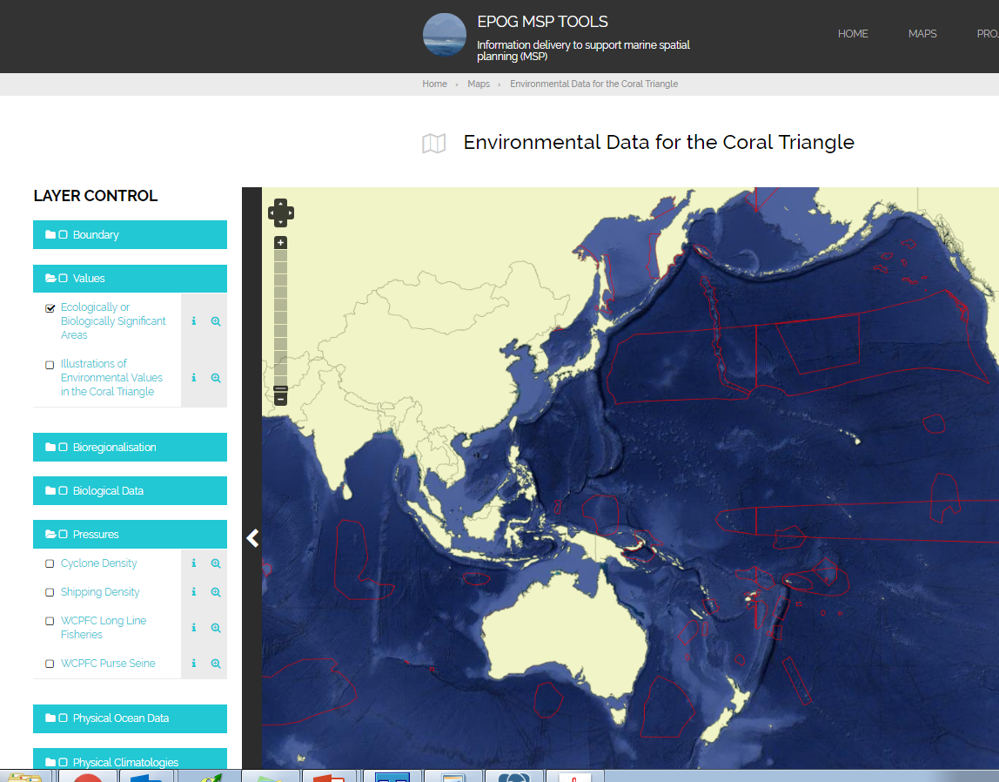 EPOG MSP TOOLS
Information delivery to support marine spatial
planning (MSP)
HOME
MAPS
PROJ
Home › Maps › Environmental Data for the Coral Triangle
Environmental Data for the Coral Triangle
LAYER CONTROL
Boundary
Values
Ecologically or
Biologically Significant
Areas
Illustrations of
Environmental Values
in the Coral Triangle
Bioregionalisation
Biological Data
Pressures
Cyclone Density
Shipping Density
WCPFC Long Line
Fisheries
WCPFC Purse Seine
Physical Ocean Data
Physical Climatologies